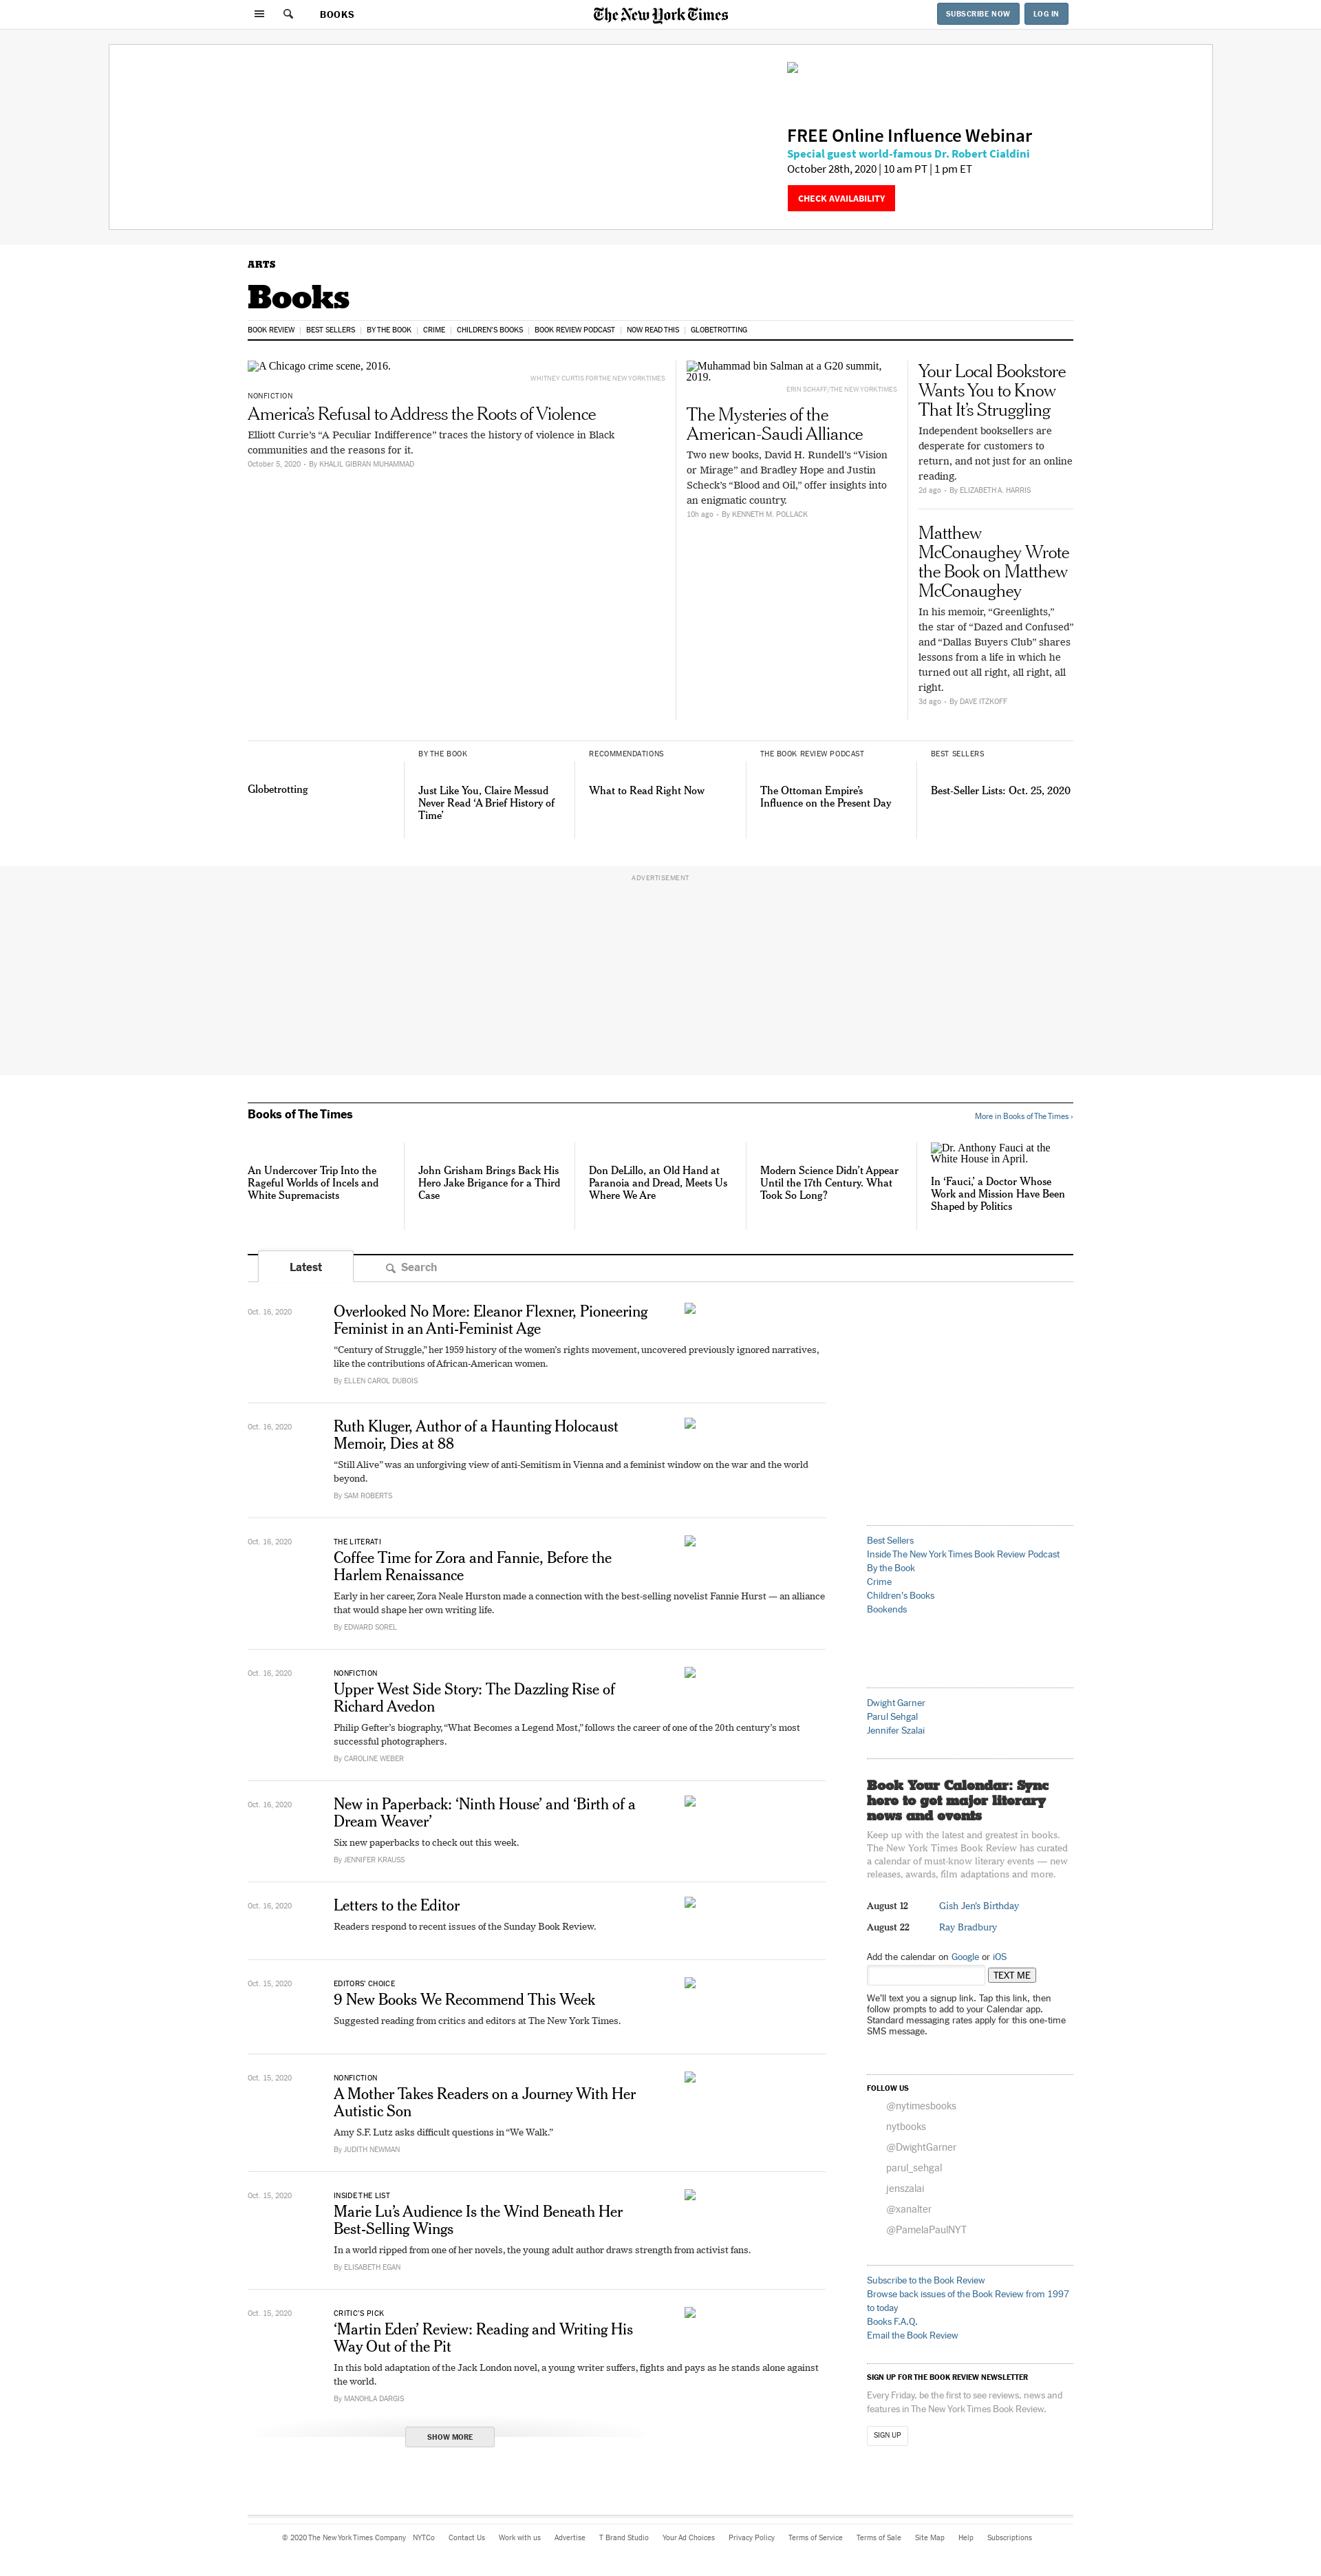 BOOKS
The New York Times
SUBSCRIBE NOW
LOG IN
FREE Online Influence Webinar
Special guest world-famous Dr. Robert Cialdini
October 28th, 2020 | 10 am PT | 1 pm ET
CHECK AVAILABILITY
ARTS
Books
BOOK REVIEW | BEST SELLERS | BY THE BOOK | CRIME | CHILDREN'S BOOKS | BOOK REVIEW PODCAST | NOW READ THIS | GLOBETROTTING
A Chicago crime scene, 2016.
WHITNEY CURTIS FOR THE NEW YORK TIMES
NONFICTION
America’s Refusal to Address the Roots of Violence
Elliott Currie’s “A Peculiar Indifference” traces the history of violence in Black
communities and the reasons for it.
October 5, 2020 - By KHALIL GIBRAN MUHAMMAD
Muhammad bin Salman at a G20 summit,
2019.
ERIN SCHAFF/THE NEW YORK TIMES
The Mysteries of the
American-Saudi Alliance
Two new books, David H. Rundell’s “Vision
or Mirage” and Bradley Hope and Justin
Scheck’s “Blood and Oil,” offer insights into
an enigmatic country.
10h ago - By KENNETH M. POLLACK
Your Local Bookstore
Wants You to Know
That It’s Struggling
Independent booksellers are
desperate for customers to
return, and not just for an online
reading.
2d ago - By ELIZABETH A. HARRIS
Matthew
McConaughey Wrote
the Book on Matthew
McConaughey
In his memoir, “Greenlights,”
the star of “Dazed and Confused”
and “Dallas Buyers Club” shares
lessons from a life in which he
turned out all right, all right, all
right.
3d ago - By DAVE ITZKOFF
Globetrotting
BY THE BOOK
Just Like You, Claire Messud
Never Read ‘A Brief History of
Time’
RECOMMENDATIONS
What to Read Right Now
THE BOOK REVIEW PODCAST
The Ottoman Empire’s
Influence on the Present Day
BEST SELLERS
Best-Seller Lists: Oct. 25, 2020
ADVERTISEMENT
Books of The Times
More in Books of The Times ›
An Undercover Trip Into the
Rageful Worlds of Incels and
White Supremacists
John Grisham Brings Back His
Hero Jake Brigance for a Third
Case
Don DeLillo, an Old Hand at
Paranoia and Dread, Meets Us
Where We Are
Modern Science Didn’t Appear
Until the 17th Century. What
Took So Long?
Dr. Anthony Fauci at the
White House in April.
In ‘Fauci,’ a Doctor Whose
Work and Mission Have Been
Shaped by Politics
Latest
Search
Oct. 16, 2020
Overlooked No More: Eleanor Flexner, Pioneering
Feminist in an Anti-Feminist Age
“Century of Struggle,” her 1959 history of the women’s rights movement, uncovered previously ignored narratives,
like the contributions of African-American women.
By ELLEN CAROL DUBOIS
Oct. 16, 2020
Ruth Kluger, Author of a Haunting Holocaust
Memoir, Dies at 88
“Still Alive” was an unforgiving view of anti-Semitism in Vienna and a feminist window on the war and the world
beyond.
By SAM ROBERTS
Oct. 16, 2020
THE LITERATI
Coffee Time for Zora and Fannie, Before the
Harlem Renaissance
Early in her career, Zora Neale Hurston made a connection with the best-selling novelist Fannie Hurst — an alliance
that would shape her own writing life.
By EDWARD SOREL
Oct. 16, 2020
NONFICTION
Upper West Side Story: The Dazzling Rise of
Richard Avedon
Philip Gefter’s biography, “What Becomes a Legend Most,” follows the career of one of the 20th century’s most
successful photographers.
By CAROLINE WEBER
Oct. 16, 2020
New in Paperback: ‘Ninth House’ and ‘Birth of a
Dream Weaver’
Six new paperbacks to check out this week.
By JENNIFER KRAUSS
Oct. 16, 2020
Letters to the Editor
Readers respond to recent issues of the Sunday Book Review.
Oct. 15, 2020
EDITORS’ CHOICE
9 New Books We Recommend This Week
Suggested reading from critics and editors at The New York Times.
Oct. 15, 2020
NONFICTION
A Mother Takes Readers on a Journey With Her
Autistic Son
Amy S.F. Lutz asks difficult questions in “We Walk.”
By JUDITH NEWMAN
Oct. 15, 2020
INSIDE THE LIST
Marie Lu’s Audience Is the Wind Beneath Her
Best-Selling Wings
In a world ripped from one of her novels, the young adult author draws strength from activist fans.
By ELISABETH EGAN
Oct. 15, 2020
CRITIC’S PICK
‘Martin Eden’ Review: Reading and Writing His
Way Out of the Pit
In this bold adaptation of the Jack London novel, a young writer suffers, fights and pays as he stands alone against
the world.
By MANOHLA DARGIS
SHOW MORE
Best Sellers
Inside The New York Times Book Review Podcast
By the Book
Crime
Children's Books
Bookends
Dwight Garner
Parul Sehgal
Jennifer Szalai
Book Your Calendar: Sync
here to get major literary
news and events
Keep up with the latest and greatest in books.
The New York Times Book Review has curated
a calendar of must-know literary events — new
releases, awards, film adaptations and more.
August 12 Gish Jen's Birthday
August 22 Ray Bradbury
Add the calendar on Google or iOS
TEXT ME
We'll text you a signup link. Tap this link, then
follow prompts to add to your Calendar app.
Standard messaging rates apply for this one-time
SMS message.
FOLLOW US
@nytimesbooks
nytbooks
@DwightGarner
parul_sehgal
jenszalai
@xanalter
@PamelaPaulNYT
Subscribe to the Book Review
Browse back issues of the Book Review from 1997
to today
Books F.A.Q.
Email the Book Review
SIGN UP FOR THE BOOK REVIEW NEWSLETTER
Every Friday, be the first to see reviews, news and
features in The New York Times Book Review.
SIGN UP
© 2020 The New York Times Company NYTCo Contact Us Work with us Advertise T Brand Studio Your Ad Choices Privacy Policy Terms of Service Terms of Sale Site Map Help Subscriptions